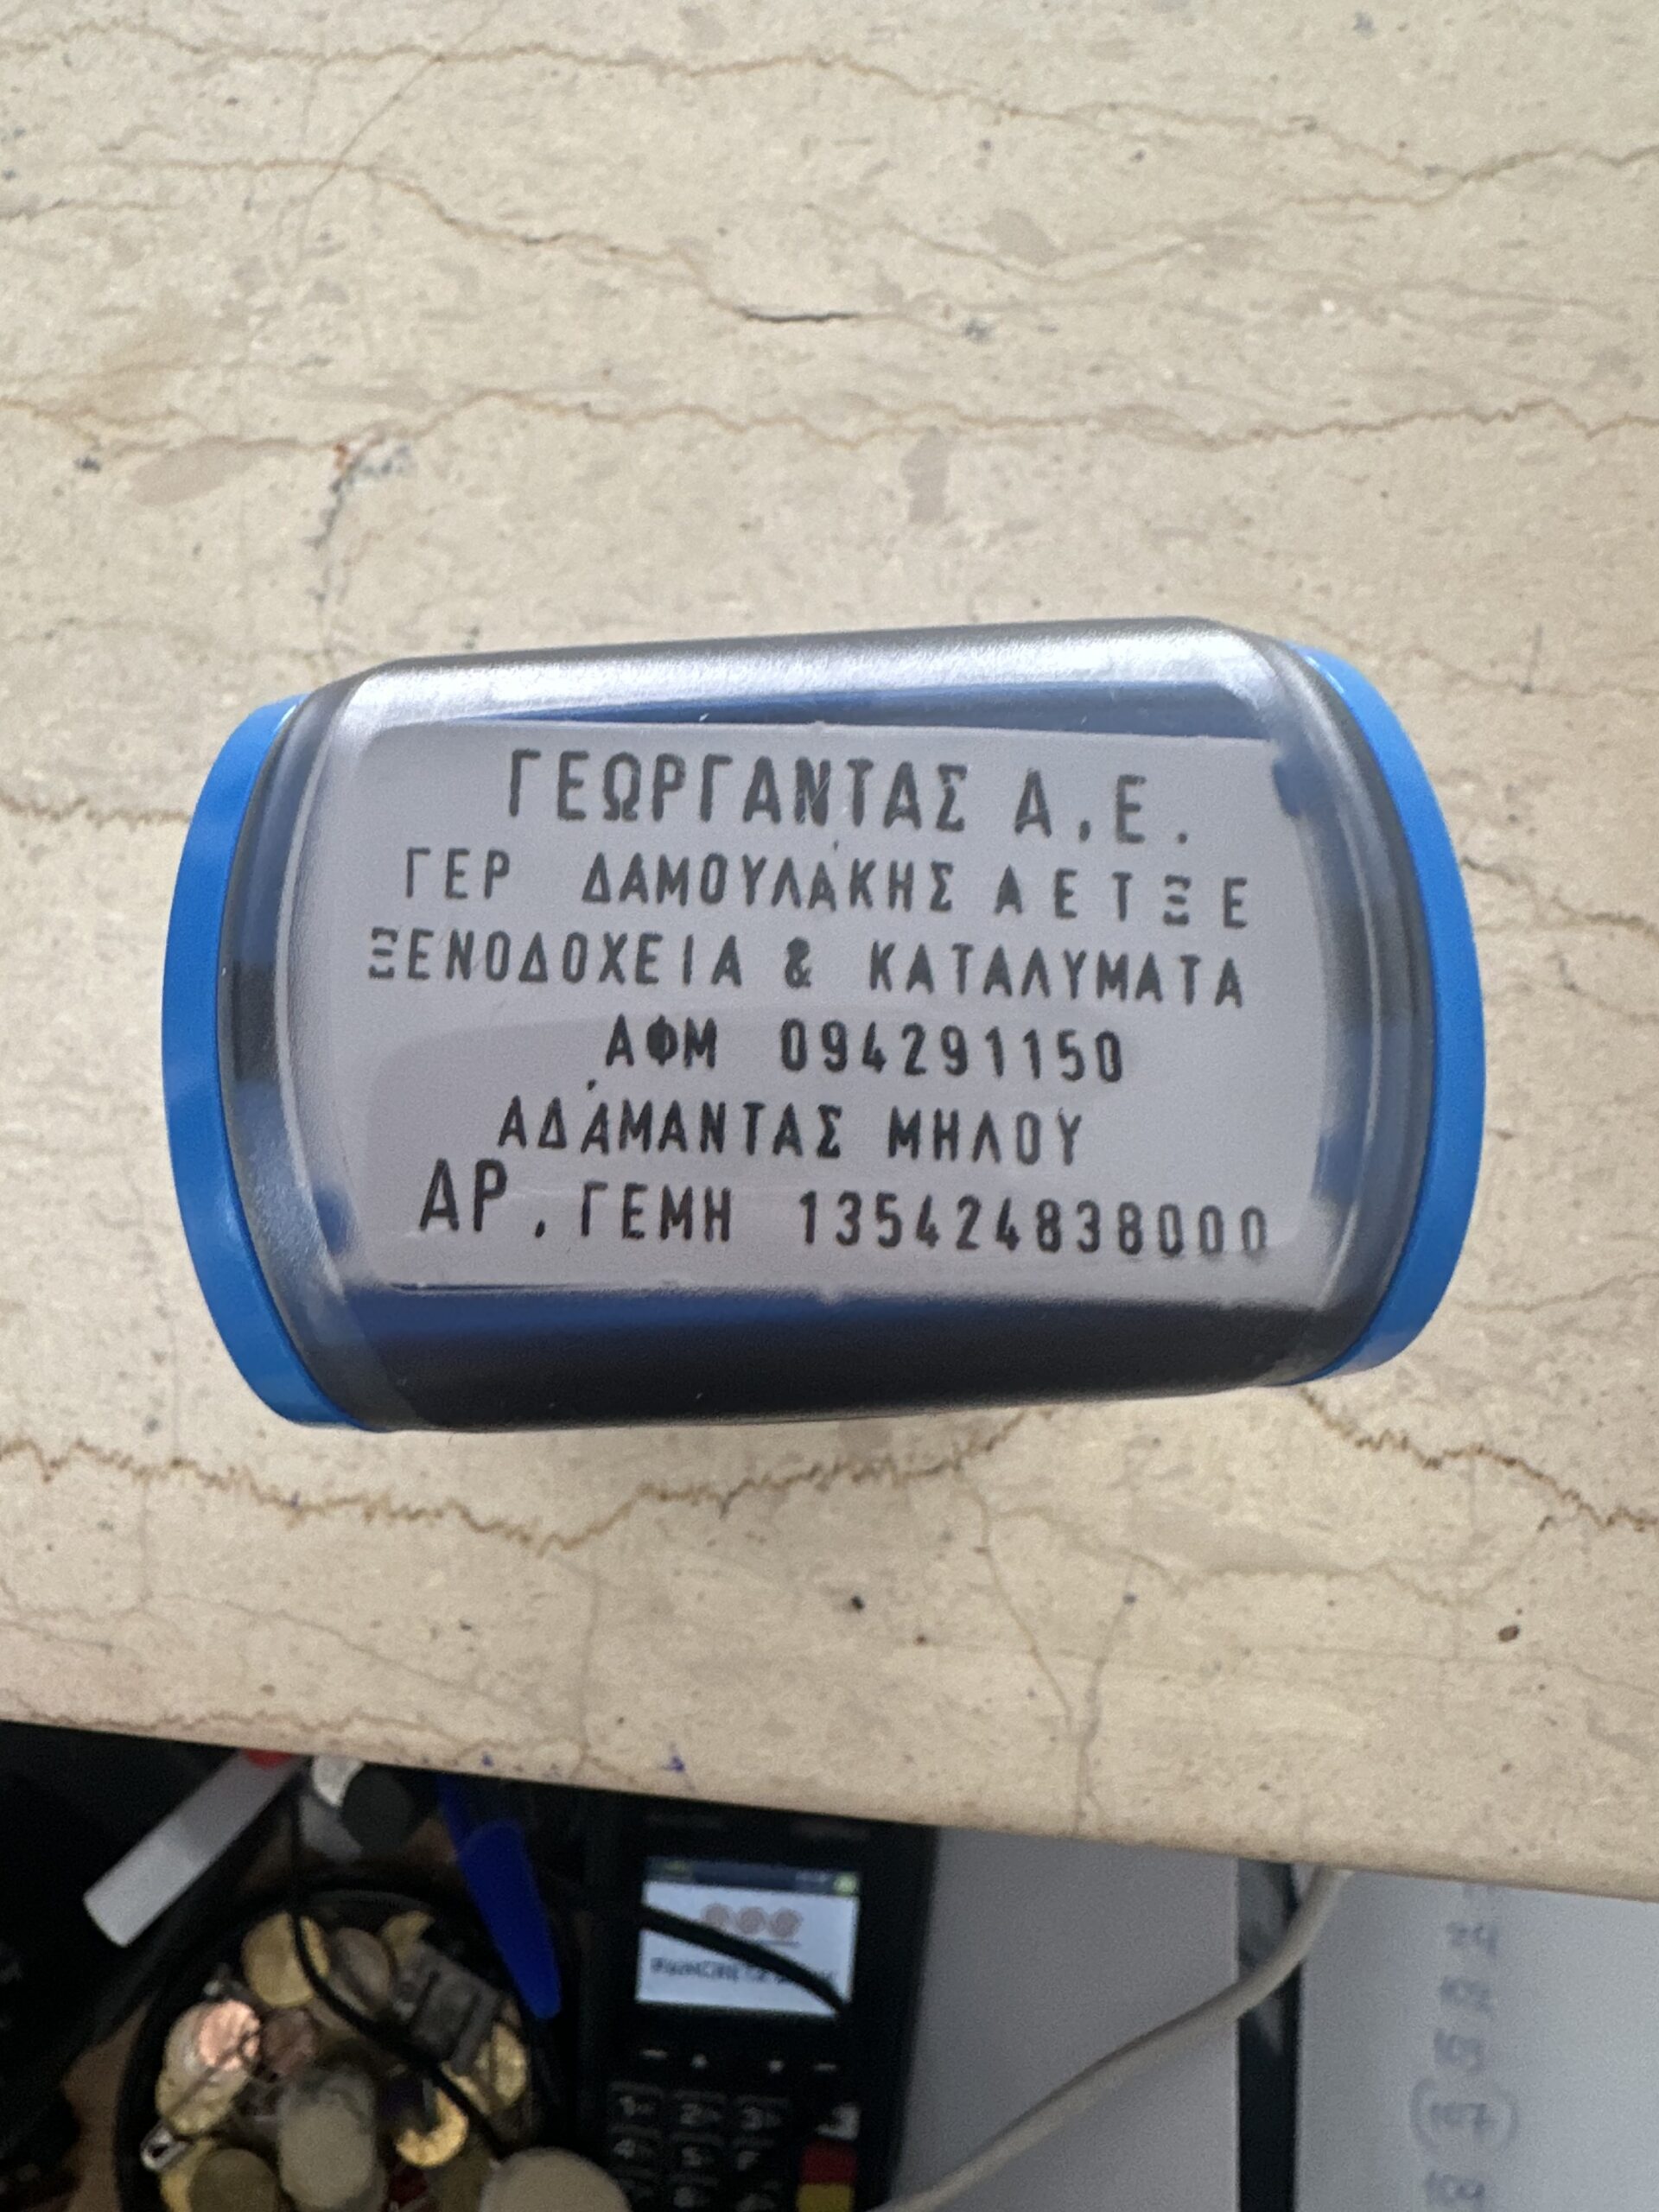 ΓΕΩΡΓΑΝΤΑΣ Α.Ε.
ΓΕΡ ΔΑΜΟΥΛΑΚΗΣ Α Ε Τ Ξ Ε
ΞΕΝΟΔΟΧΕΙΑ & ΚΑΤΑΛΥΜΑΤΑ
ΑΦΜ 094291150
ΑΔΑΜΑΝΤΑΣ ΜΗΛΟΥ
ΑΡ. ΓΕΜΗ 135424838000